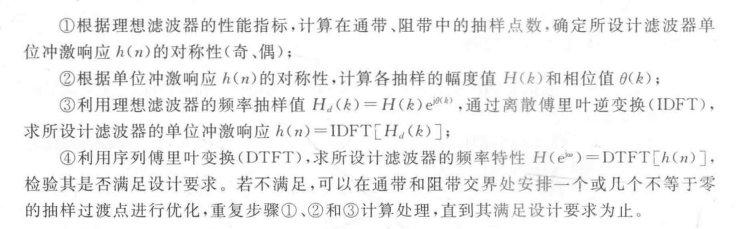 ①根据理想滤波器的性能指标,计算在通带、阻带中的抽样点数,确定所设计滤波器单
位冲激响应 h(n)的对称性(奇、偶);
②根据单位冲激响应 h(n)的对称性,计算各抽样的幅度值 H(k)和相位值 θ(k);
③利用理想滤波器的频率抽样值 H_d(k)=H(k)e^{jθ(k)},通过离散傅里叶逆变换(IDFT),
求所设计滤波器的单位冲激响应 h(n)=IDFT[H_d(k)];
④利用序列傅里叶变换(DTFT),求所设计滤波器的频率特性 H(e^{jω})=DTFT[h(n)],
检验其是否满足设计要求。若不满足,可以在通带和阻带交界处安排一个或几个不等于零
的抽样过渡点进行优化,重复步骤①、②和③计算处理,直到其满足设计要求为止。